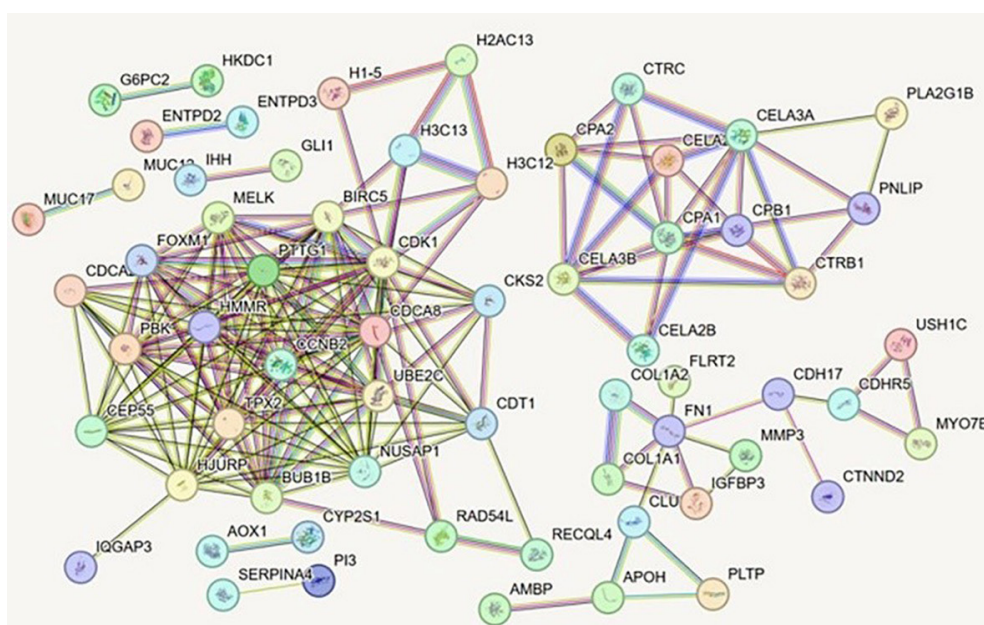 H2AC13
HKDC1
G6PC2
H1-5
CTRC
ENTPD3
ENTPD2
PLA2G1B
CELA3A
GLI1
H3C13
CPA2
IHH
H3C12
MUC17
MELK
BIRC5
PNLIP
CPA1
CPB1
FOXM1
PTTG1
CDK1
CELA3B
CTRB1
CKS2
HMMR
CDCA8
PBK
CELA2B
USH1C
CCNB2
FLRT2
UBE2C
COL1A2
CDH17
CDHR5
TPX2
CDT1
FN1
CEP55
MMP3
MYO7B
NUSAP1
COL1A1
HJURP
BUB1B
IGFBP3
CTNND2
CLU
CYP2S1
RAD54L
AOX1
RECQL4
IQGAP3
PI3
SERPINA4
APOH
PLTP
AMBP